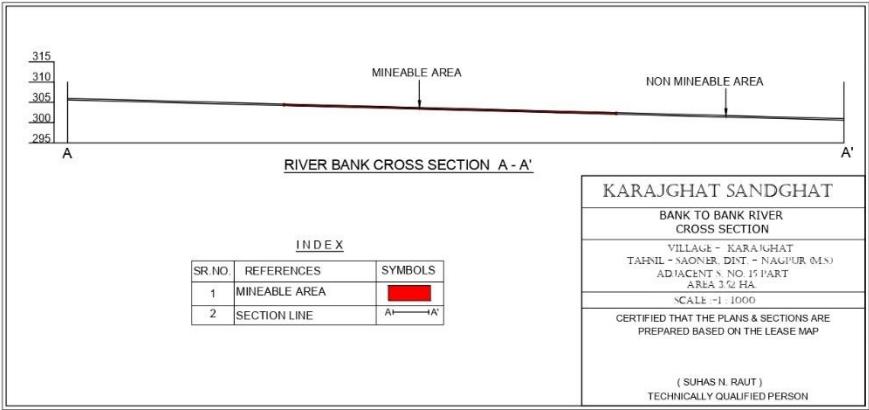 315
310
305
300
295
MINEABLE AREA
NON MINEABLE AREA
A
A'
RIVER BANK CROSS SECTION A - A'
INDEX
SR.NO. REFERENCES SYMBOLS
1 MINEABLE AREA
2 SECTION LINE A A'
KARAJGHAT SANDGHAT
BANK TO BANK RIVER
CROSS SECTION
VILLAGE - KARAJGHAT
TAHSIL - SAONER, DIST. - NAGPUR (M.S.)
ADJACENT S. NO. 15 PART
AREA 3.52 HA.
SCALE :-1 : 1000
CERTIFIED THAT THE PLANS & SECTIONS ARE
PREPARED BASED ON THE LEASE MAP
( SUHAS N. RAUT )
TECHNICALLY QUALIFIED PERSON